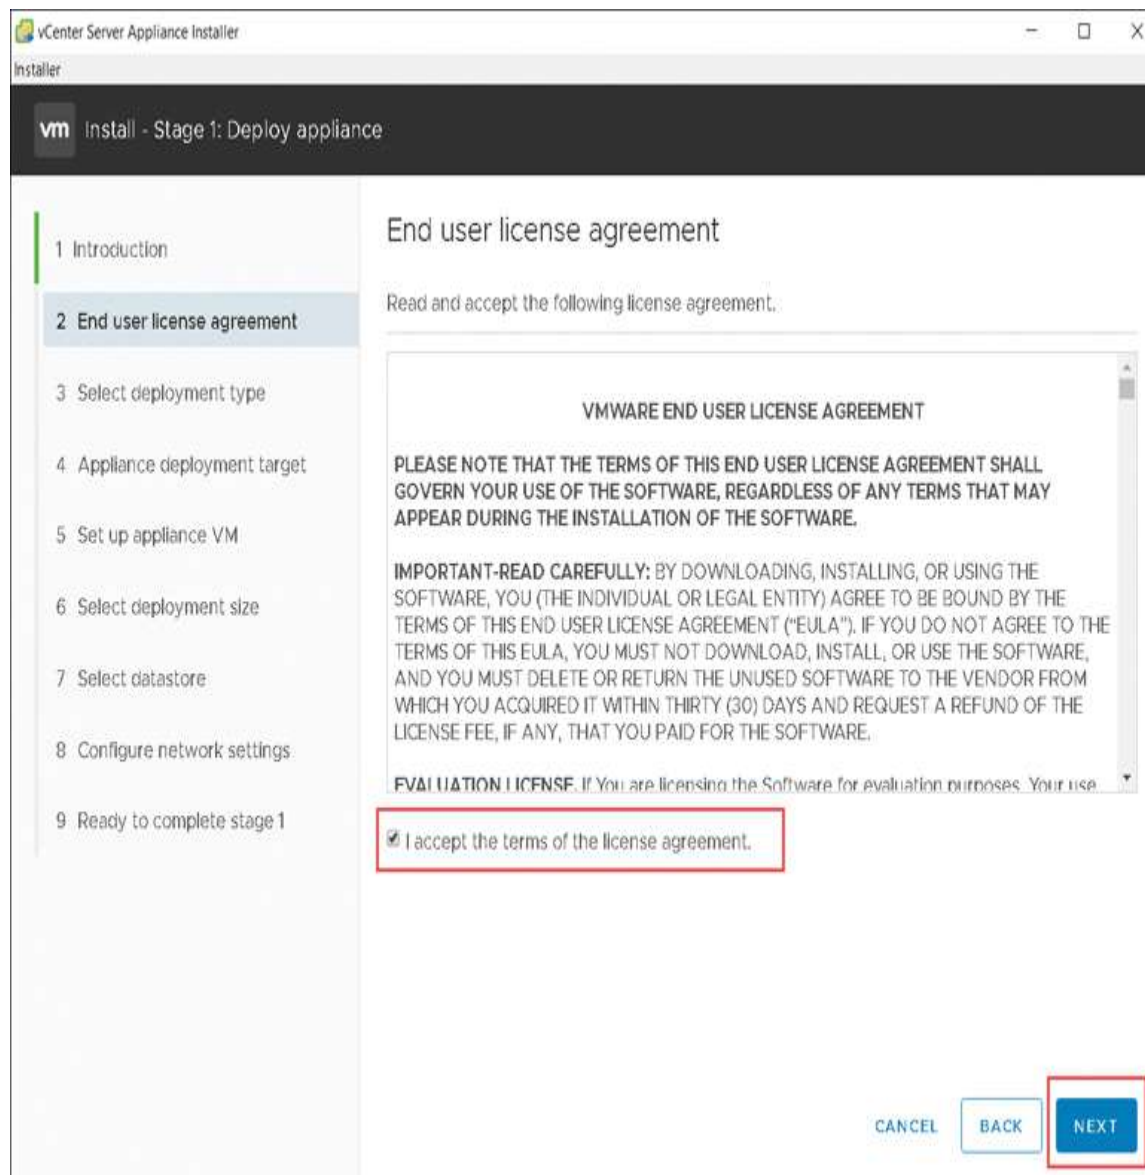 vCenter Server Appliance Installer
Installer
vm Install - Stage 1: Deploy appliance
1 Introduction
2 End user license agreement
3 Select deployment type
4 Appliance deployment target
5 Set up appliance VM
6 Select deployment size
7 Select datastore
8 Configure network settings
9 Ready to complete stage 1
End user license agreement
Read and accept the following license agreement.
VMWARE END USER LICENSE AGREEMENT
PLEASE NOTE THAT THE TERMS OF THIS END USER LICENSE AGREEMENT SHALL
GOVERN YOUR USE OF THE SOFTWARE, REGARDLESS OF ANY TERMS THAT MAY
APPEAR DURING THE INSTALLATION OF THE SOFTWARE.
IMPORTANT-READ CAREFULLY: BY DOWNLOADING, INSTALLING, OR USING THE
SOFTWARE, YOU (THE INDIVIDUAL OR LEGAL ENTITY) AGREE TO BE BOUND BY THE
TERMS OF THIS END USER LICENSE AGREEMENT (“EULA”). IF YOU DO NOT AGREE TO THE
TERMS OF THIS EULA, YOU MUST NOT DOWNLOAD, INSTALL, OR USE THE SOFTWARE,
AND YOU MUST DELETE OR RETURN THE UNUSED SOFTWARE TO THE VENDOR FROM
WHICH YOU ACQUIRED IT WITHIN THIRTY (30) DAYS AND REQUEST A REFUND OF THE
LICENSE FEE, IF ANY, THAT YOU PAID FOR THE SOFTWARE.
EVALUATION LICENSE. If You are licensing the Software for evaluation purposes, Your use
I accept the terms of the license agreement.
CANCEL
BACK
NEXT